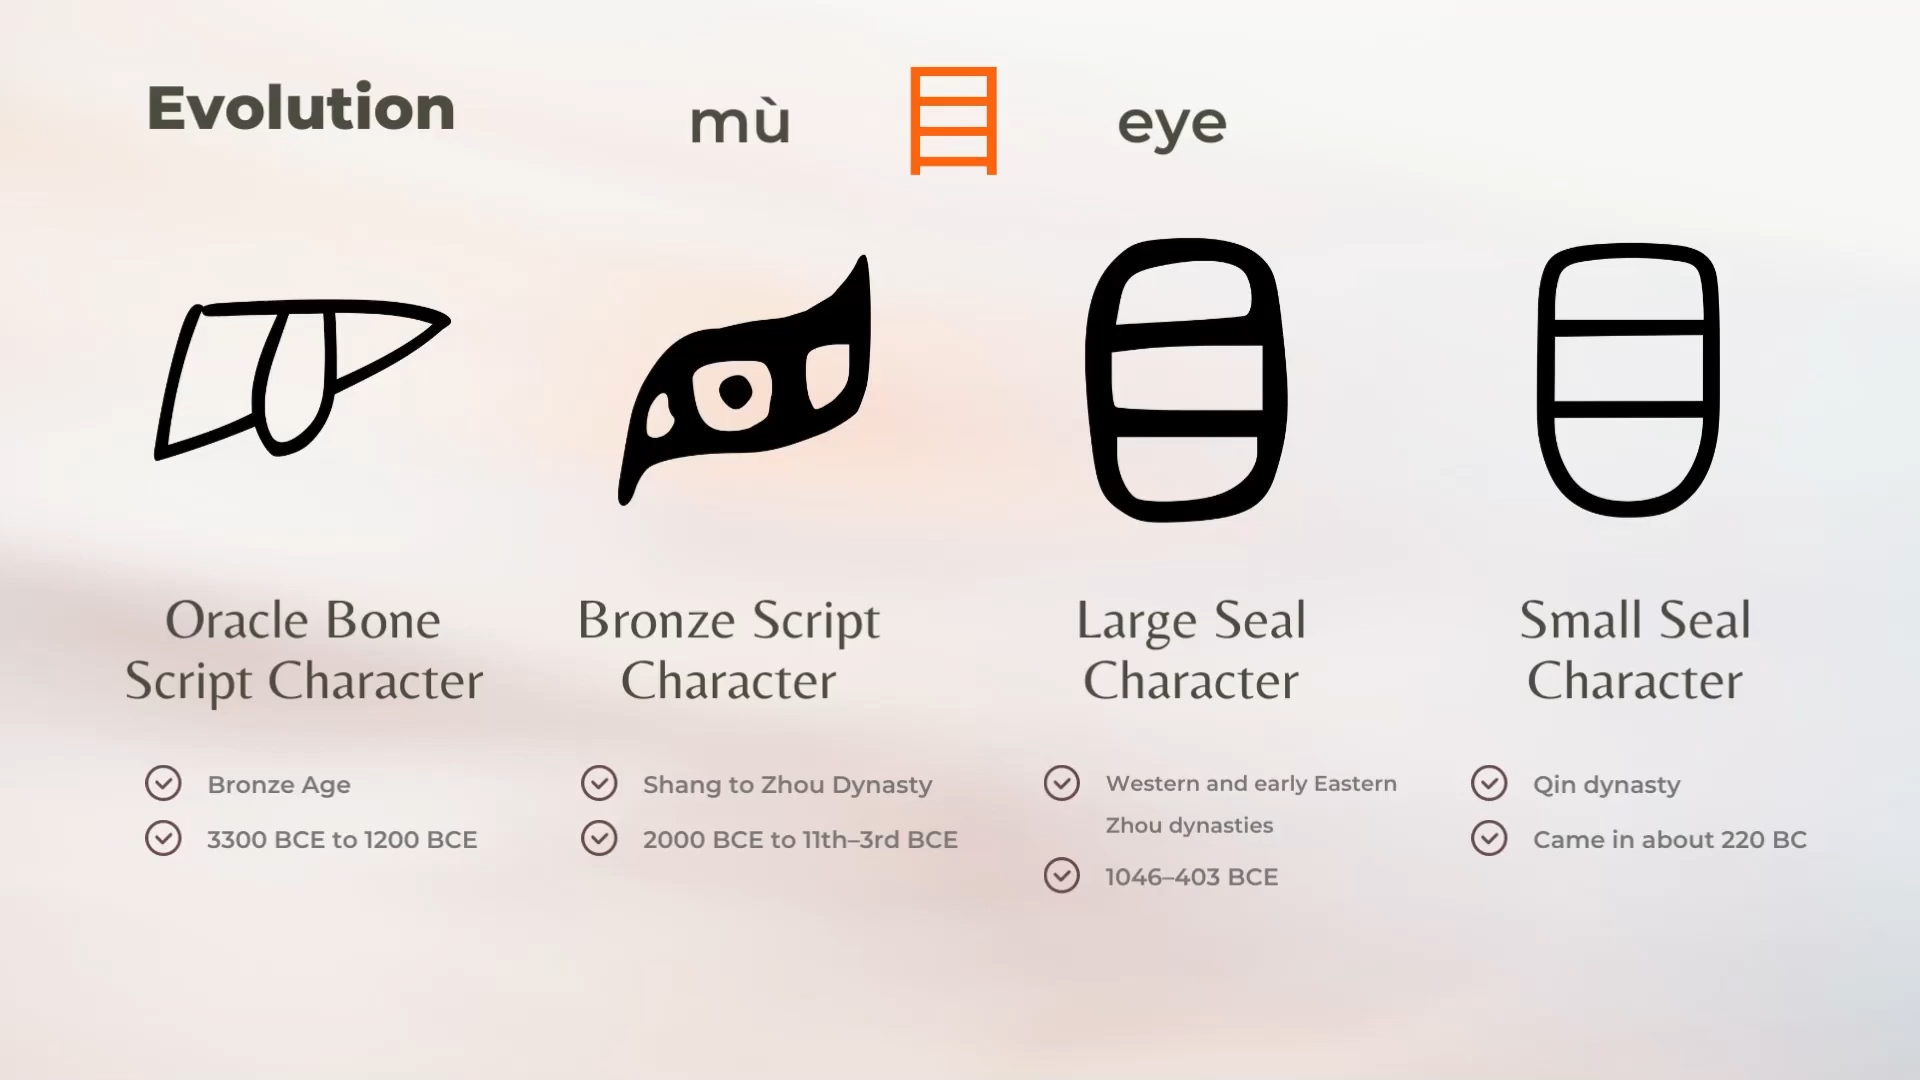 Evolution
mù 目 eye
Oracle Bone
Script Character
Bronze Age
3300 BCE to 1200 BCE
Bronze Script
Character
Shang to Zhou Dynasty
2000 BCE to 11th–3rd BCE
Large Seal
Character
Western and early Eastern
Zhou dynasties
1046–403 BCE
Small Seal
Character
Qin dynasty
Came in about 220 BC